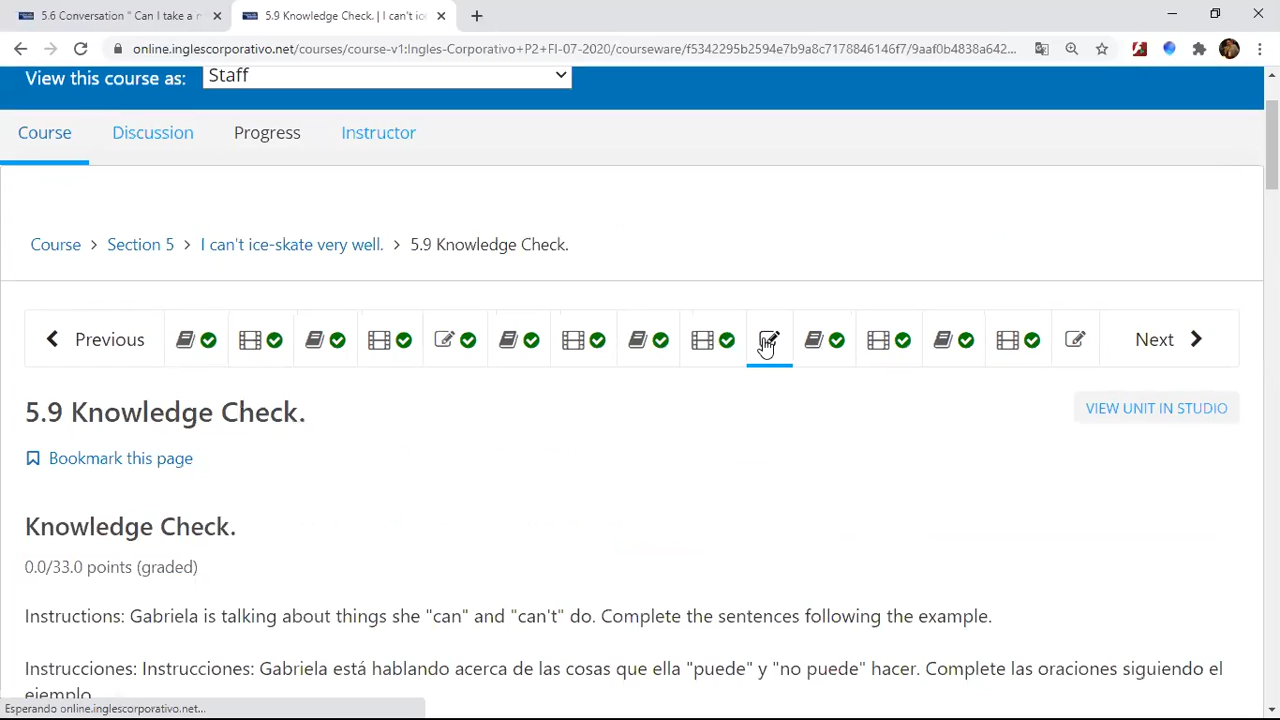 5.6 Conversation " Can I take a
5.9 Knowledge Check. | I can't
online.inglescorporativo.net/courses/course-v1:Ingles-Corporativo+P2+FI-07-2020/courseware/f5342295b2594e7b9a8c7178846146f7/9aaf0b4838a642...
View this course as: Staff
Course Discussion Progress Instructor
Course > Section 5 > I can't ice-skate very well. > 5.9 Knowledge Check.
Previous Next
5.9 Knowledge Check.
VIEW UNIT IN STUDIO
Bookmark this page
Knowledge Check.
0.0/33.0 points (graded)
Instructions: Gabriela is talking about things she "can" and "can't" do. Complete the sentences following the example.
Instrucciones: Instrucciones: Gabriela está hablando acerca de las cosas que ella "puede" y "no puede" hacer. Complete las oraciones siguiendo el
ejemplo
Esperando online.inglescorporativo.net...